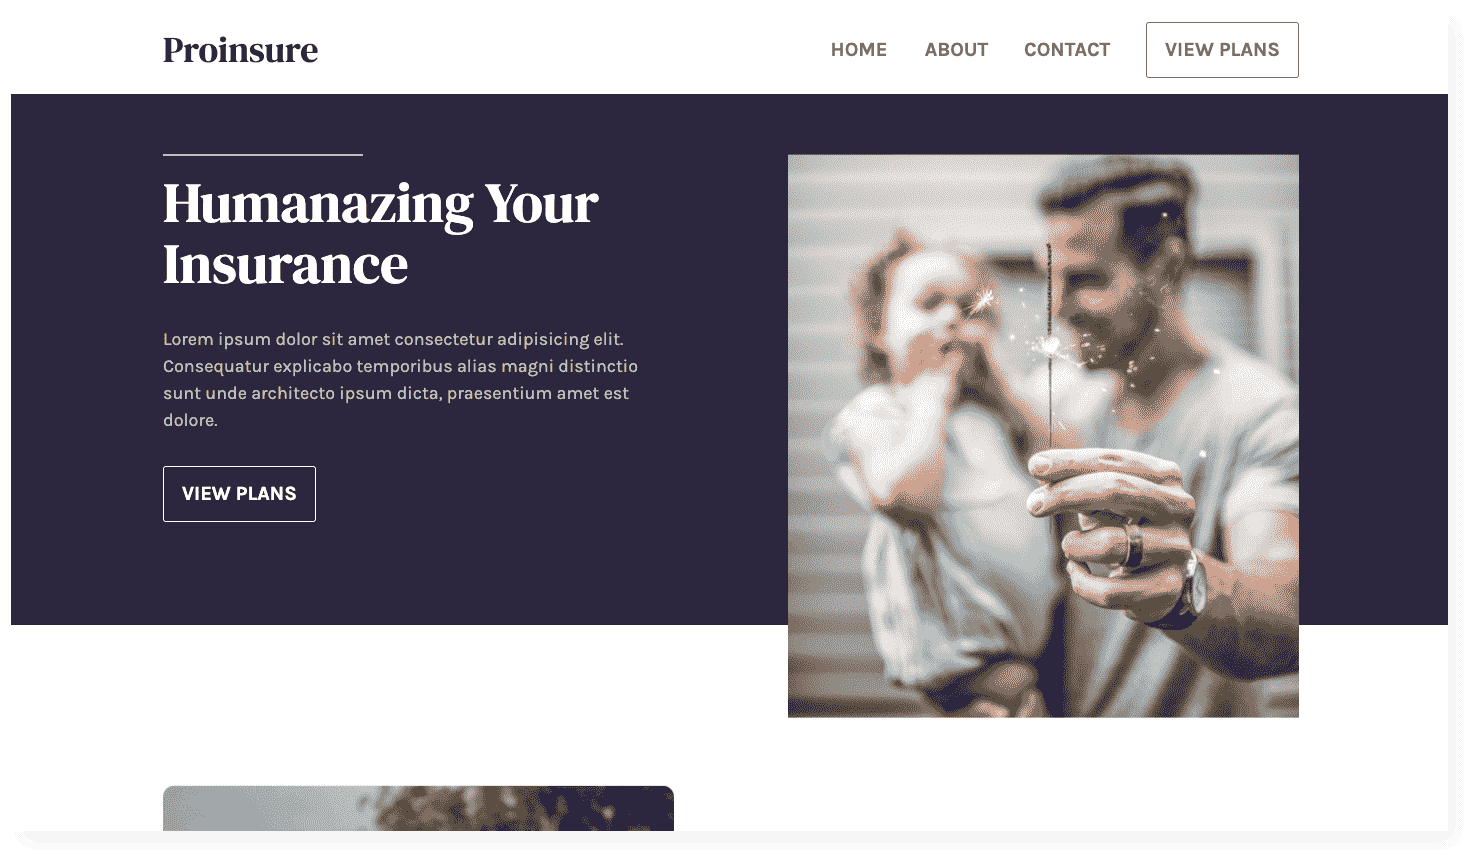 Proinsure
HOME ABOUT CONTACT VIEW PLANS
Humanazing Your
Insurance
Lorem ipsum dolor sit amet consectetur adipisicing elit.
Consequatur explicabo temporibus alias magni distinctio
sunt unde architecto ipsum dicta, praesentium amet est
dolore.
VIEW PLANS